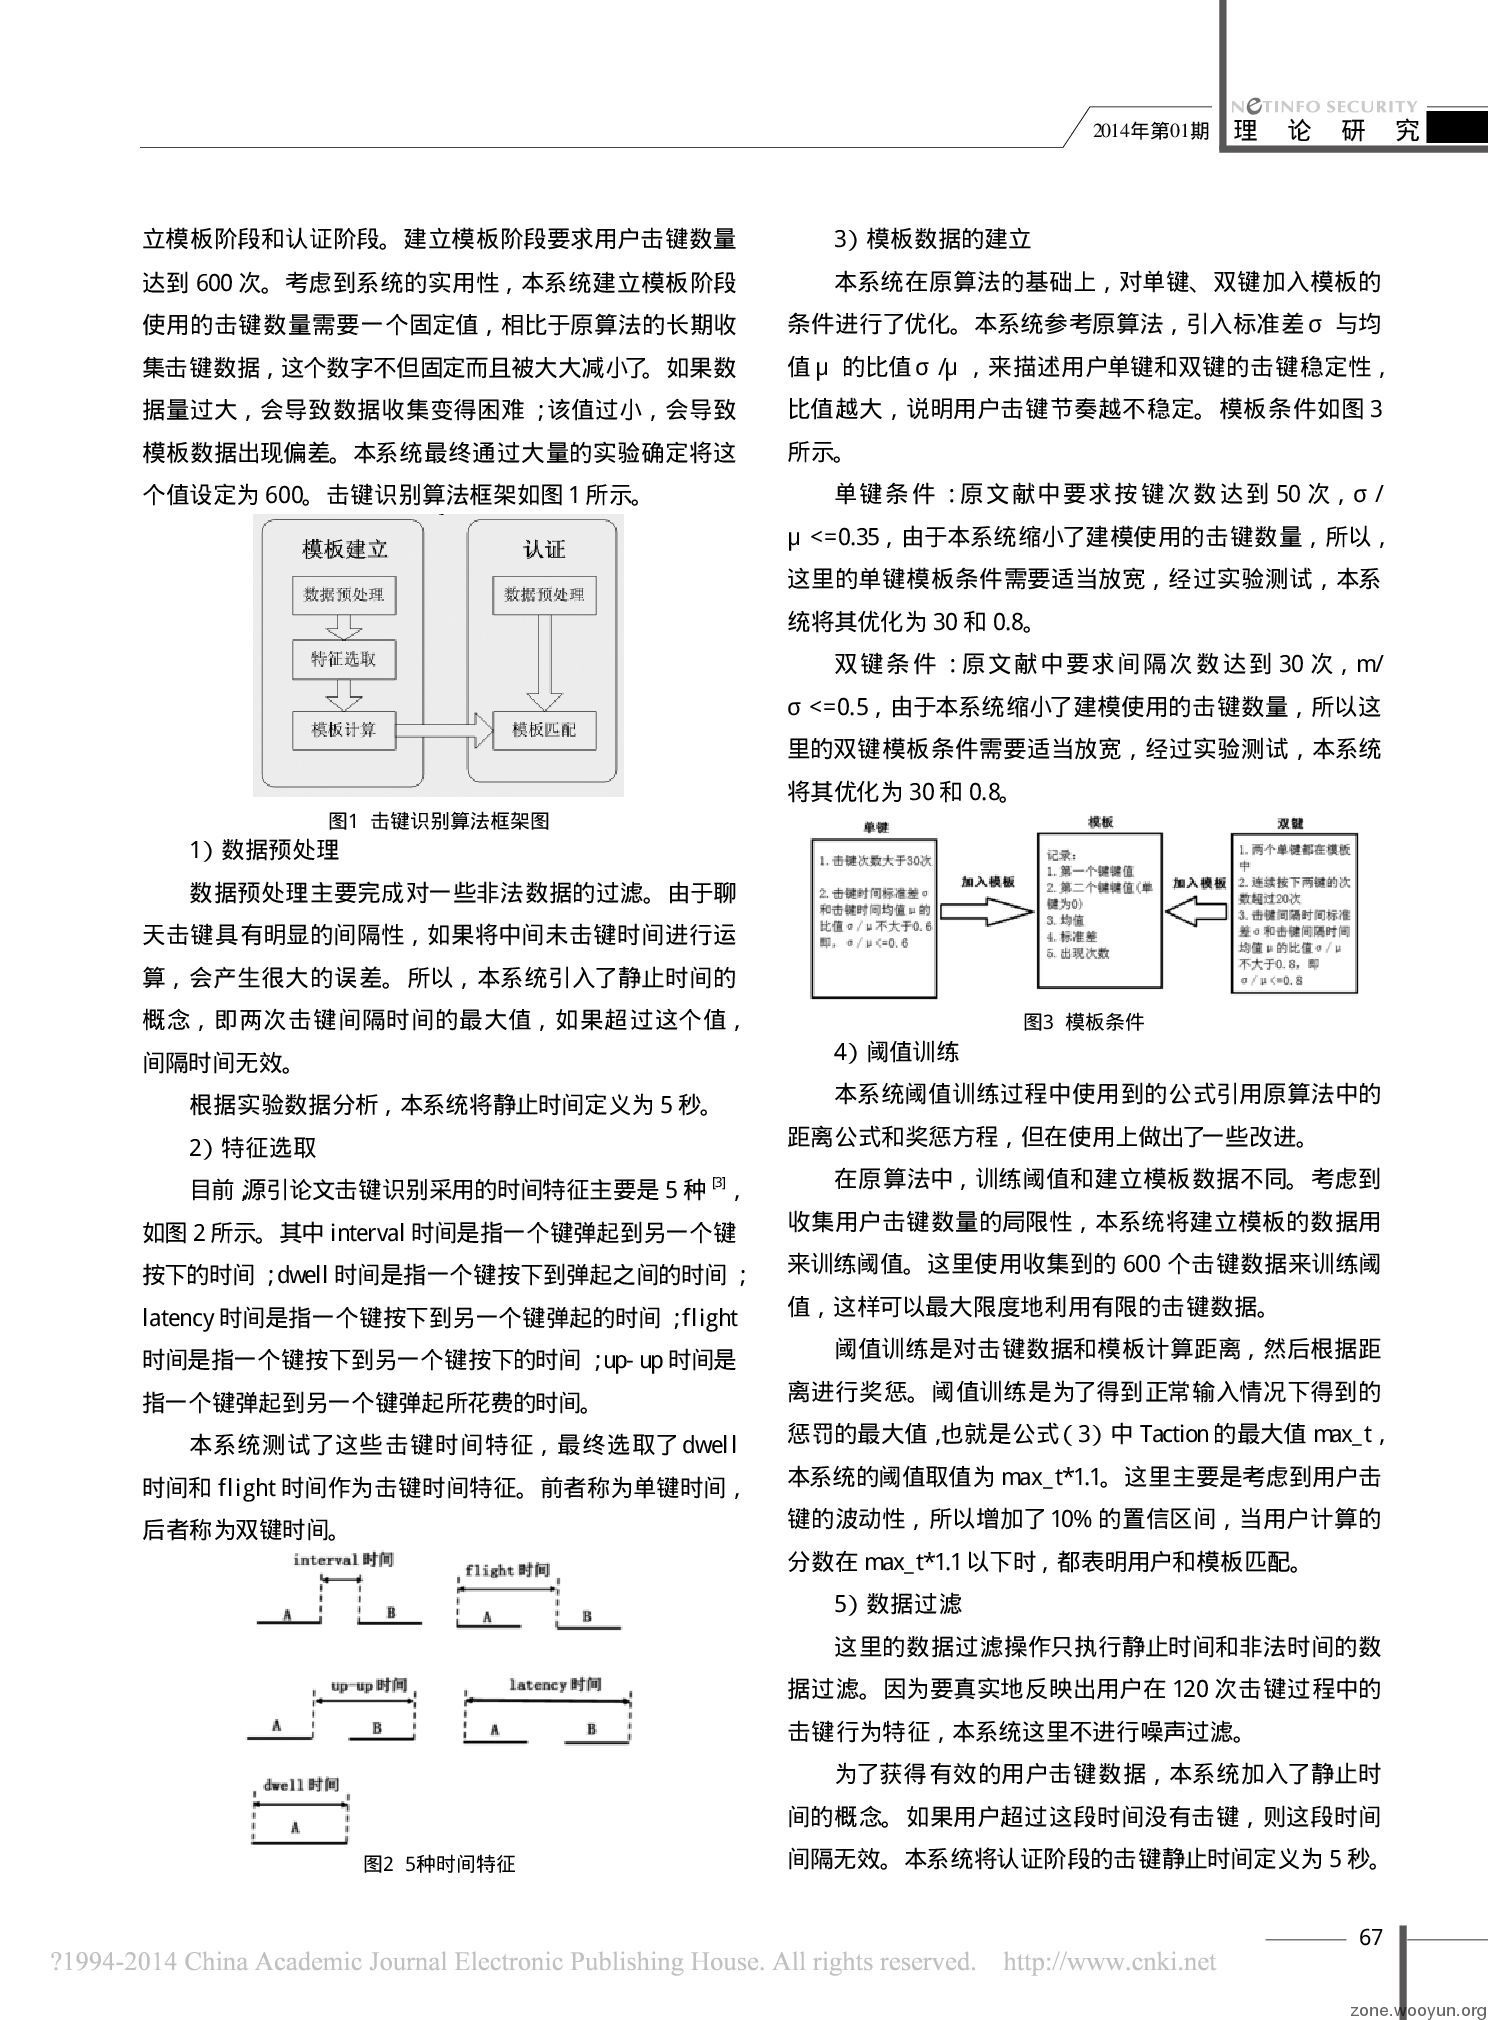 NeTINFO SECURITY
2014年第01期
理 论 研 究
立模板阶段和认证阶段。建立模板阶段要求用户击键数量
达到 600 次。考虑到系统的实用性，本系统建立模板阶段
使用的击键数量需要一个固定值，相比于原算法的长期收
集击键数据，这个数字不但固定而且被大大减小了。如果数
据量过大，会导致数据收集变得困难；该值过小，会导致
模板数据出现偏差。本系统最终通过大量的实验确定将这
个值设定为 600。击键识别算法框架如图 1 所示。
模板建立
数据预处理
特征选取
模板计算
认证
数据预处理
模板匹配
图1 击键识别算法框架图
1）数据预处理
数据预处理主要完成对一些非法数据的过滤。由于聊
天击键具有明显的间隔性，如果将中间未击键时间进行运
算，会产生很大的误差。所以，本系统引入了静止时间的
概念，即两次击键间隔时间的最大值，如果超过这个值，
间隔时间无效。
根据实验数据分析，本系统将静止时间定义为 5 秒。
2）特征选取
目前，源引论文击键识别采用的时间特征主要是 5 种 [3]，
如图 2 所示。其中 interval 时间是指一个键弹起到另一个键
按下的时间；dwell 时间是指一个键按下到弹起之间的时间；
latency 时间是指一个键按下到另一个键弹起的时间；flight
时间是指一个键按下到另一个键按下的时间；up- up 时间是
指一个键弹起到另一个键弹起所花费的时间。
本系统测试了这些击键时间特征，最终选取了 dwell
时间和 flight 时间作为击键时间特征。前者称为单键时间，
后者称为双键时间。
interval 时间
A B
flight 时间
A B
up-up 时间
A B
latency 时间
A B
dwell 时间
A
图2 5种时间特征
3）模板数据的建立
本系统在原算法的基础上，对单键、双键加入模板的
条件进行了优化。本系统参考原算法，引入标准差 σ 与均
值 μ 的比值 σ /μ ，来描述用户单键和双键的击键稳定性，
比值越大，说明用户击键节奏越不稳定。模板条件如图 3
所示。
单键条件：原文献中要求按键次数达到 50 次，σ /
μ <=0.35，由于本系统缩小了建模使用的击键数量，所以，
这里的单键模板条件需要适当放宽，经过实验测试，本系
统将其优化为 30 和 0.8。
双键条件：原文献中要求间隔次数达到 30 次，m/
σ <=0.5，由于本系统缩小了建模使用的击键数量，所以这
里的双键模板条件需要适当放宽，经过实验测试，本系统
将其优化为 30 和 0.8。
单键
1. 击键次数大于30次
2. 击键时间标准差 σ
和击键时间均值 μ 的
比值 σ / μ 不大于0.6
即，σ / μ <=0.6
加入模板
模板
记录：
1. 第一个键键值
2. 第二个键键值(单
键为0)
3. 均值
4. 标准差
5. 出现次数
加入模板
双键
1. 两个单键都在模板
中
2. 连续按下两键的次
数超过20次
3. 击键间隔时间标准
差 σ 和击键间隔时间
均值 μ 的比值 σ / μ
不大于0.8，即
σ / μ <=0.8
图3 模板条件
4）阈值训练
本系统阈值训练过程中使用到的公式引用原算法中的
距离公式和奖惩方程，但在使用上做出了一些改进。
在原算法中，训练阈值和建立模板数据不同。考虑到
收集用户击键数量的局限性，本系统将建立模板的数据用
来训练阈值。这里使用收集到的 600 个击键数据来训练阈
值，这样可以最大限度地利用有限的击键数据。
阈值训练是对击键数据和模板计算距离，然后根据距
离进行奖惩。阈值训练是为了得到正常输入情况下得到的
惩罚的最大值，也就是公式（3）中 Taction 的最大值 max_t，
本系统的阈值取值为 max_t*1.1。这里主要是考虑到用户击
键的波动性，所以增加了 10% 的置信区间，当用户计算的
分数在 max_t*1.1 以下时，都表明用户和模板匹配。
5）数据过滤
这里的数据过滤操作只执行静止时间和非法时间的数
据过滤。因为要真实地反映出用户在 120 次击键过程中的
击键行为特征，本系统这里不进行噪声过滤。
为了获得有效的用户击键数据，本系统加入了静止时
间的概念。如果用户超过这段时间没有击键，则这段时间
间隔无效。本系统将认证阶段的击键静止时间定义为 5 秒。
67
?1994-2014 China Academic Journal Electronic Publishing House. All rights reserved. http://www.cnki.net
zone.wooyun.org